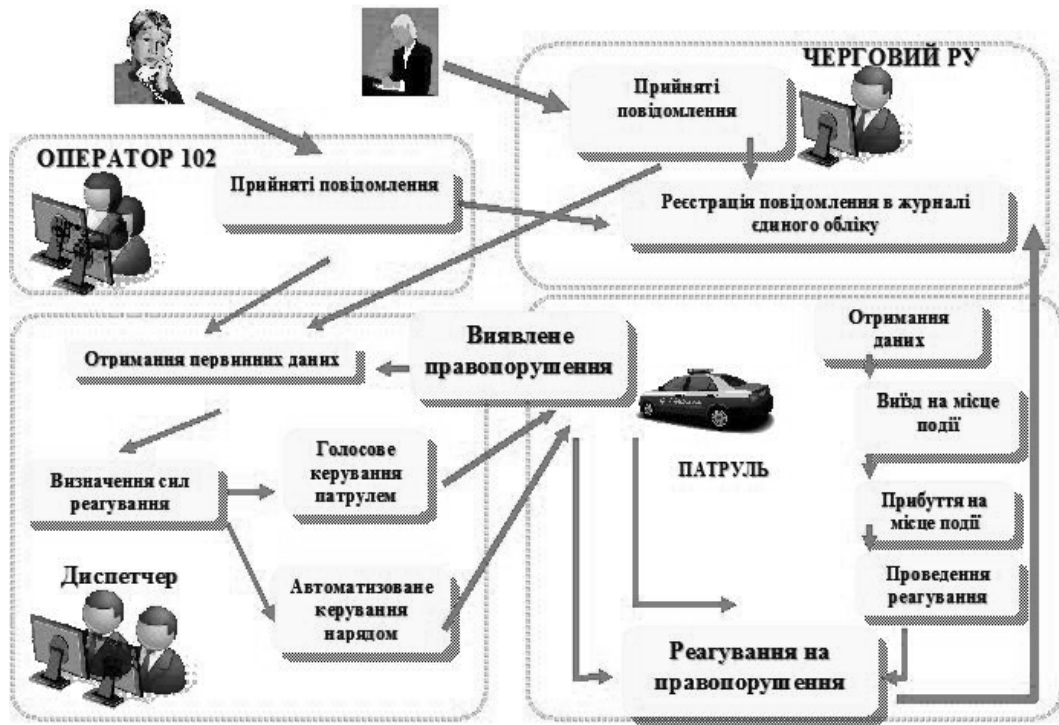 ЧЕРГОВИЙ РУ
Прийняті
повідомлення
ОПЕРАТОР 102
Прийняті повідомлення
Реєстрація повідомлення в журналі
єдиного обліку
Виявлене
правопорушення
Отримання первинних даних
Отримання
даних
Виїзд на місце
події
Голосове
керування
патрулем
Визначення сил
реагування
ПАТРУЛЬ
Прибуття на
місце події
Диспетчер
Автоматизоване
керування
нарядом
Проведення
реагування
Реагування на
правопорушення